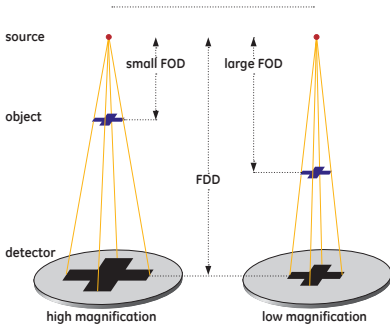 source
small FOD
large FOD
object
FDD
detector
high magnification
low magnification